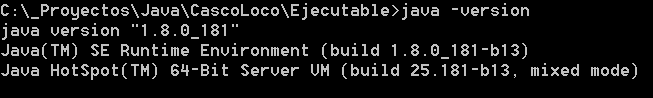 C:\_Proyectos\Java\CascoLoco\Ejecutable>java -version
java version "1.8.0_181"
Java(TM) SE Runtime Environment (build 1.8.0_181-b13)
Java HotSpot(TM) 64-Bit Server VM (build 25.181-b13, mixed mode)